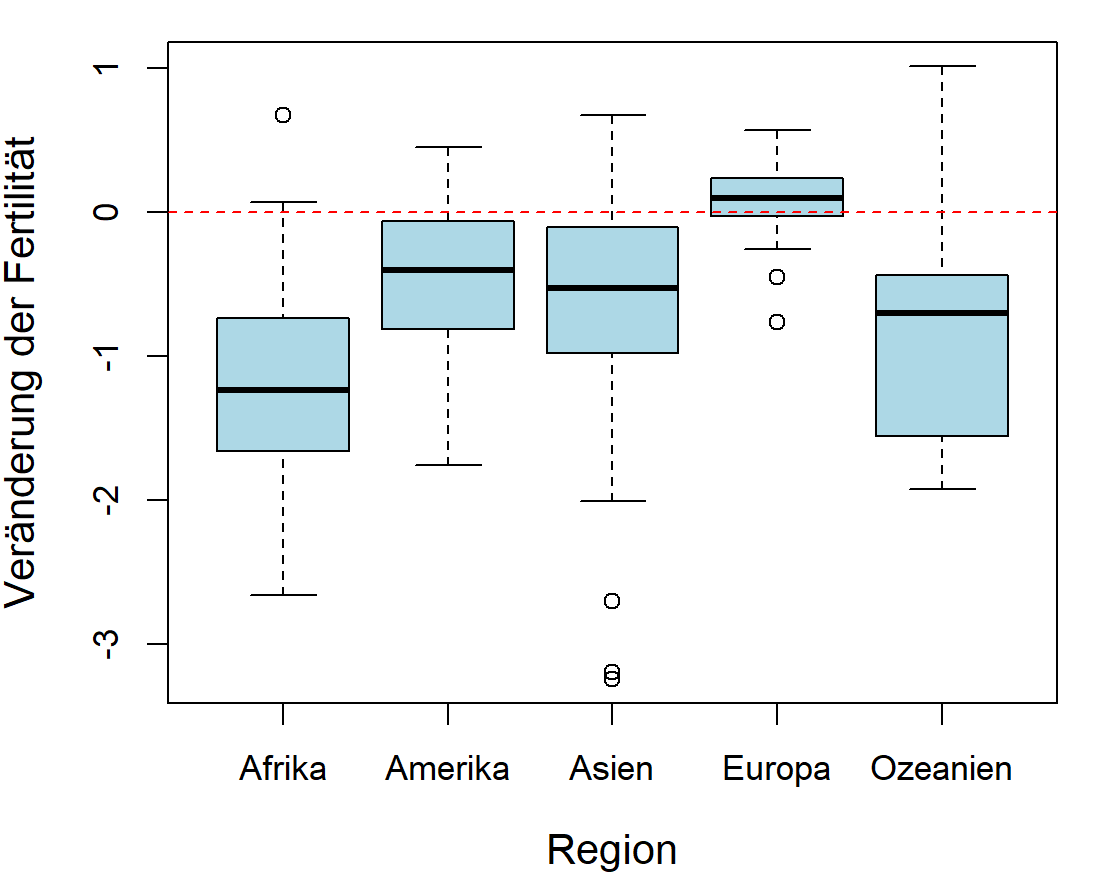 Veränderung der Fertilität
1
0
-1
-2
-3
Afrika Amerika Asien Europa Ozeanien
Region